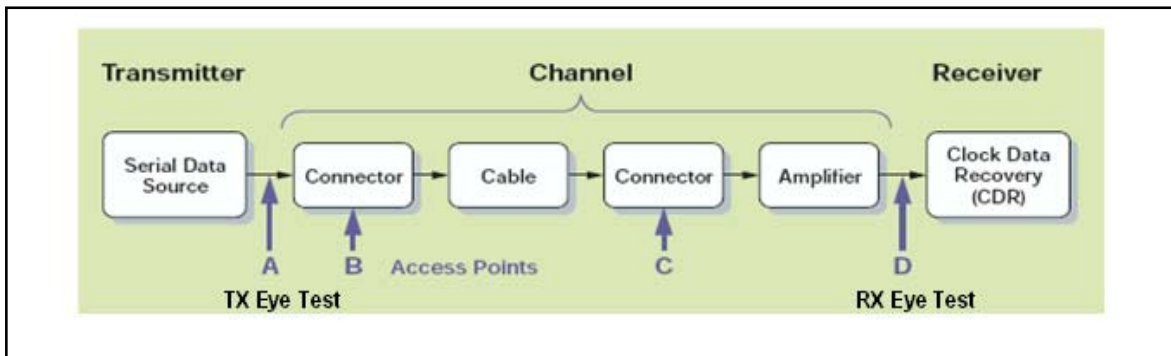 Transmitter
Channel
Receiver
Serial Data
Source
Connector
Cable
Connector
Amplifier
Clock Data
Recovery
(CDR)
A
B
Access Points
C
D
TX Eye Test
RX Eye Test